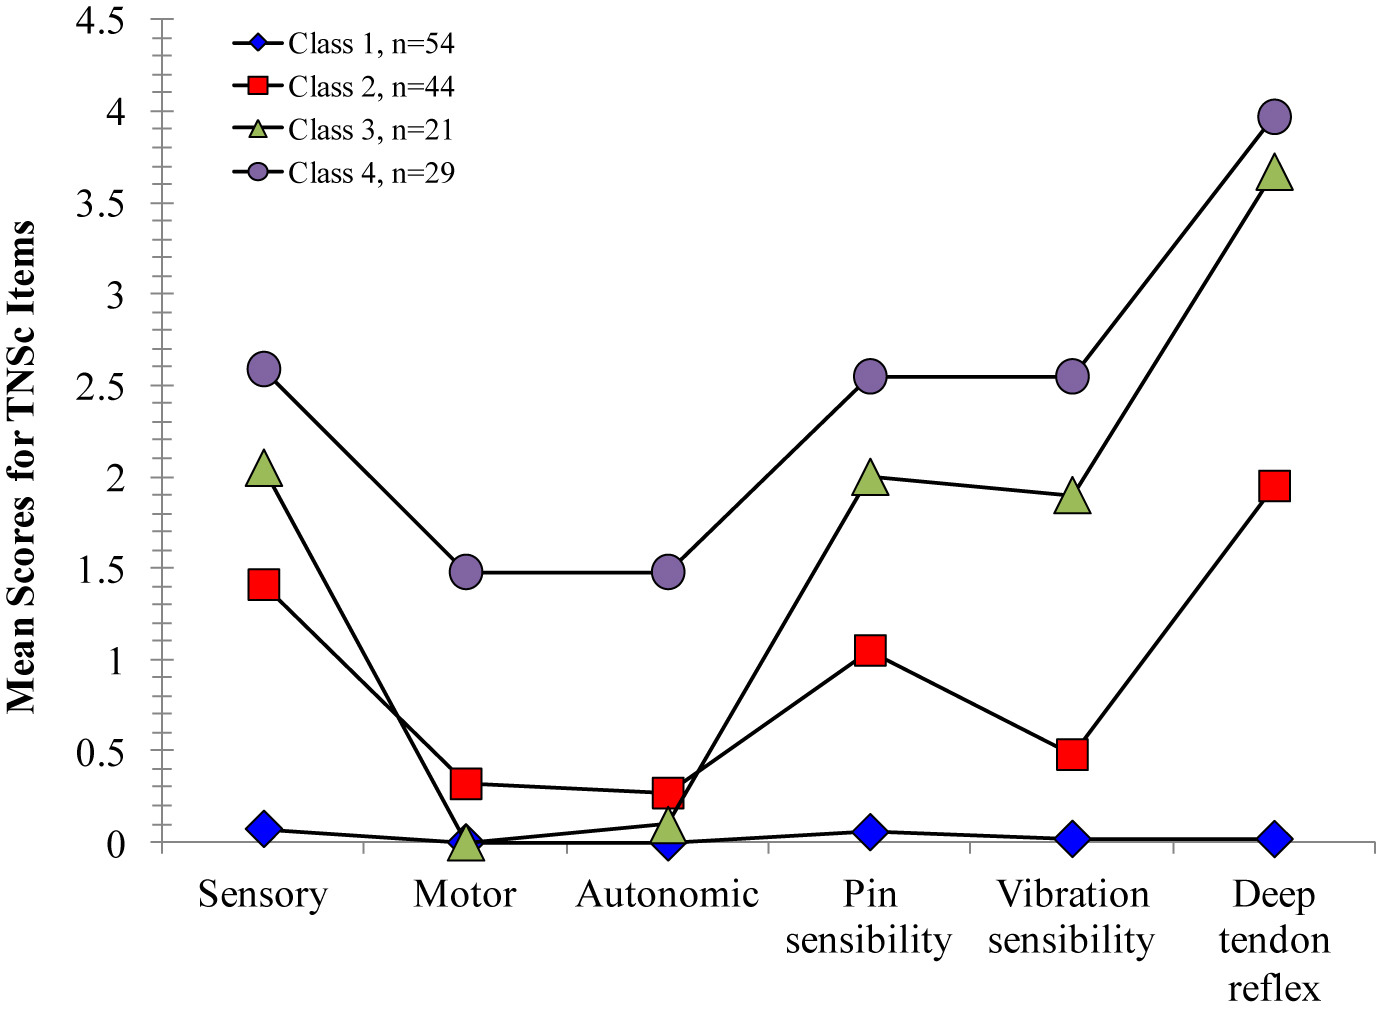 Mean Scores for TNSc Items
4.5
4
3.5
3
2.5
2
1.5
1
0.5
0
Class 1, n=54
Class 2, n=44
Class 3, n=21
Class 4, n=29
Sensory
Motor
Autonomic
Pin
sensibility
Vibration
sensibility
Deep
tendon
reflex